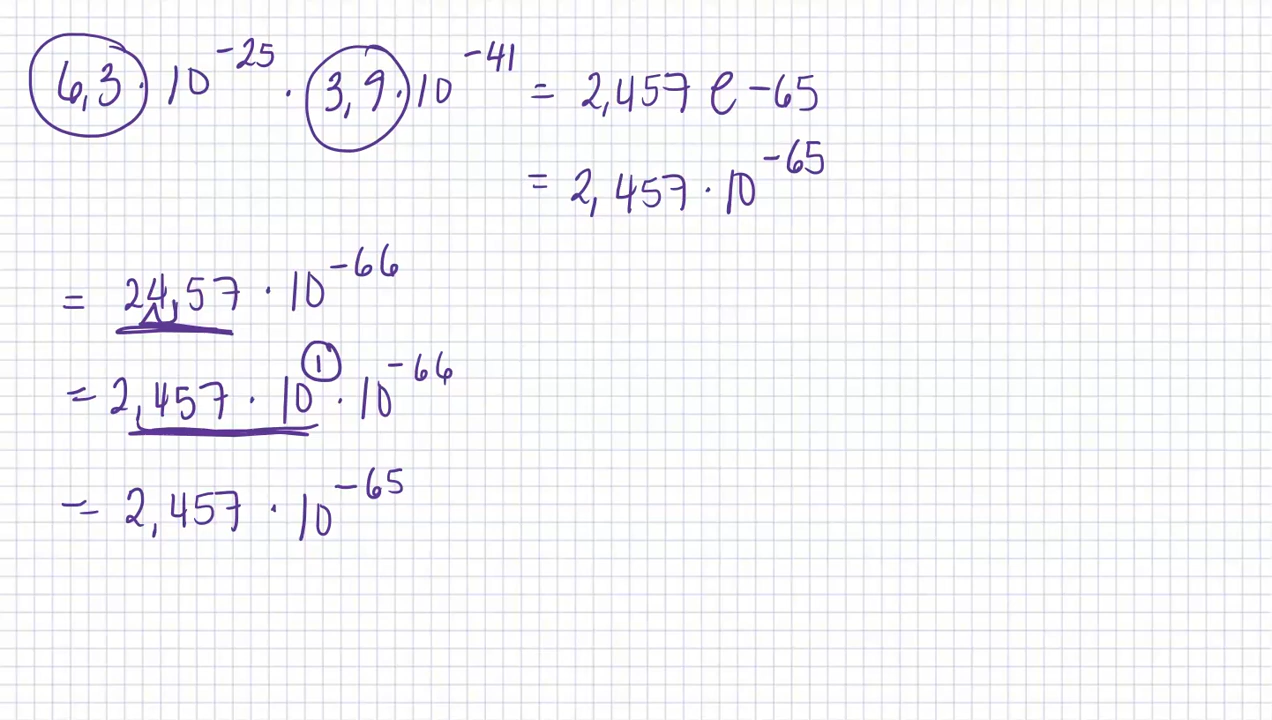 6,3 · 10^-25 · 3,9 · 10^-41 = 2,457 e -65
= 2,457 · 10^-65
= 24,57 · 10^-66
= 2,457 · 10^1 · 10^-66
= 2,457 · 10^-65